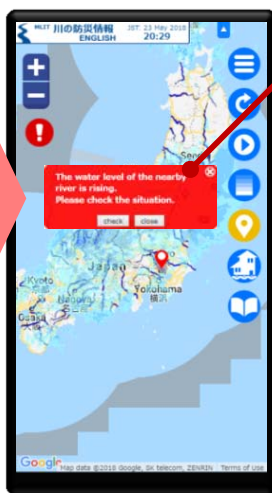 MLIT 川の防災情報
ENGLISH
JST. 23 May 2018
20:29
The water level of the nearby
river is rising.
Please check the situation.
check close
Japan
Yokohama
横浜
Kyoto
Nagoya
Osaka
Google
Map data ©2018 Google, SK telecom, ZENRIN Terms of Use